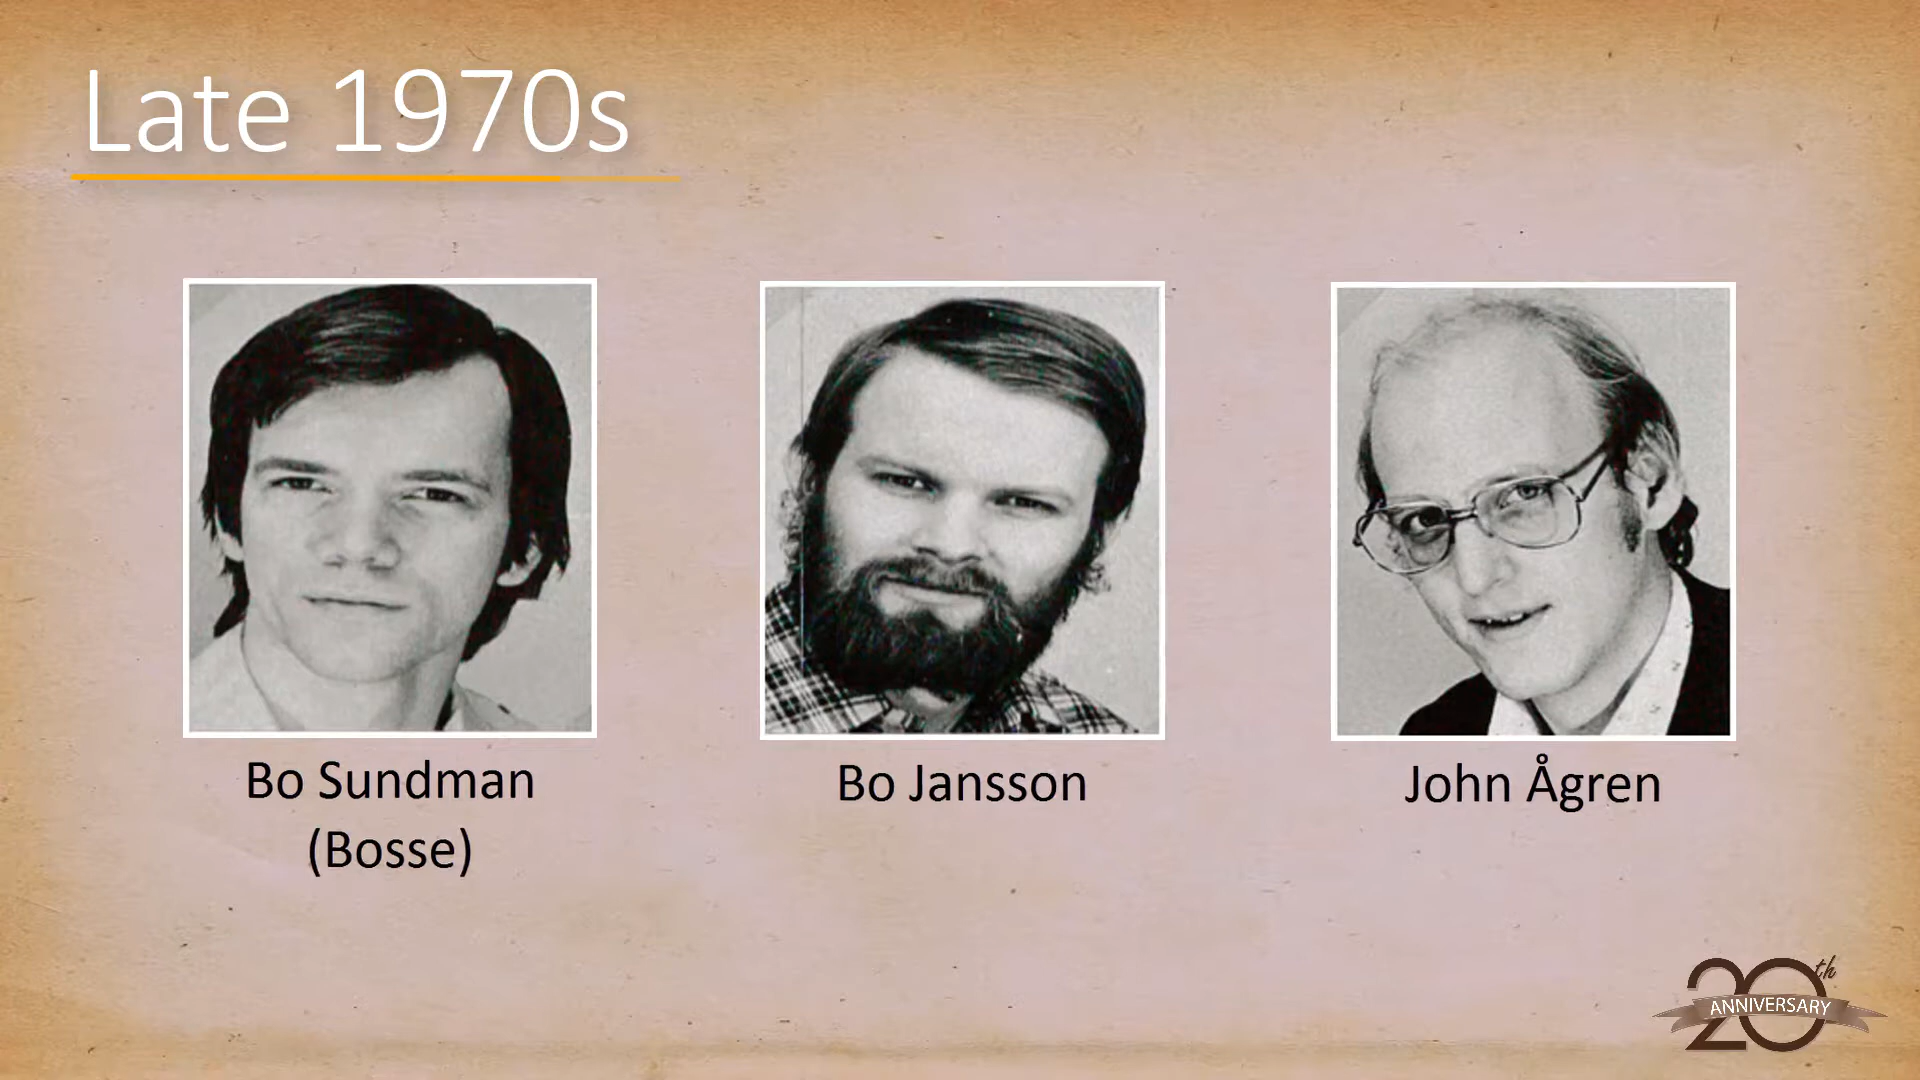 Late 1970s
Bo Sundman
(Bosse)
Bo Jansson
John Ågren
20th
ANNIVERSARY